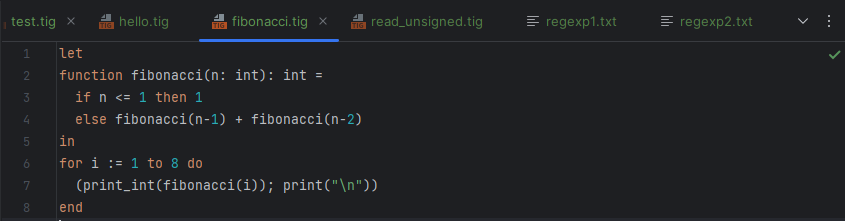 test.tig hello.tig fibonacci.tig read_unsigned.tig regexp1.txt regexp2.txt
1 let
2 function fibonacci(n: int): int =
3   if n <= 1 then 1
4   else fibonacci(n-1) + fibonacci(n-2)
5 in
6 for i := 1 to 8 do
7   (print_int(fibonacci(i)); print("\n"))
8 end